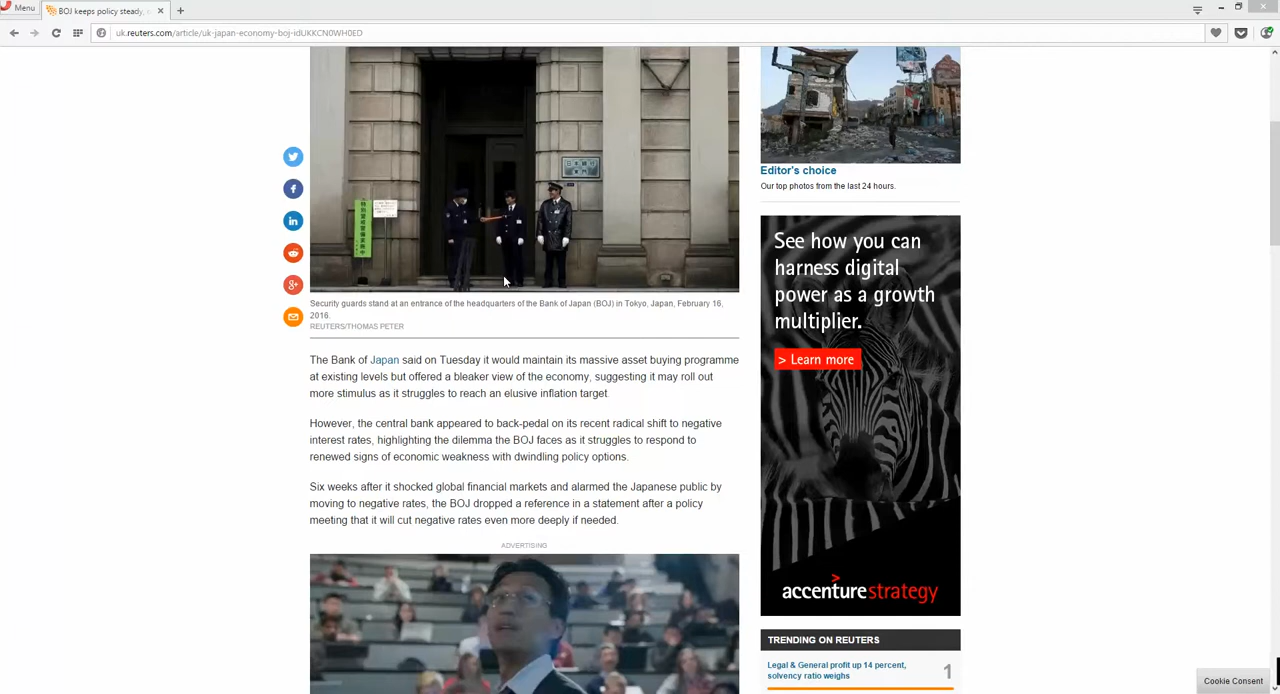 Menu
BOJ keeps policy steady,
uk.reuters.com/article/uk-japan-economy-boj-idUKKCN0WH0ED
Security guards stand at an entrance of the headquarters of the Bank of Japan (BOJ) in Tokyo, Japan, February 16,
2016.
REUTERS/THOMAS PETER
The Bank of Japan said on Tuesday it would maintain its massive asset buying programme
at existing levels but offered a bleaker view of the economy, suggesting it may roll out
more stimulus as it struggles to reach an elusive inflation target.
However, the central bank appeared to back-pedal on its recent radical shift to negative
interest rates, highlighting the dilemma the BOJ faces as it struggles to respond to
renewed signs of economic weakness with dwindling policy options.
Six weeks after it shocked global financial markets and alarmed the Japanese public by
moving to negative rates, the BOJ dropped a reference in a statement after a policy
meeting that it will cut negative rates even more deeply if needed.
ADVERTISING
Editor's choice
Our top photos from the last 24 hours.
See how you can
harness digital
power as a growth
multiplier.
> Learn more
accenturestrategy
TRENDING ON REUTERS
Legal & General profit up 14 percent,
solvency ratio weighs
1
Cookie Consent